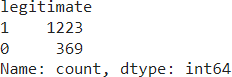 legitimate
1    1223
0     369
Name: count, dtype: int64